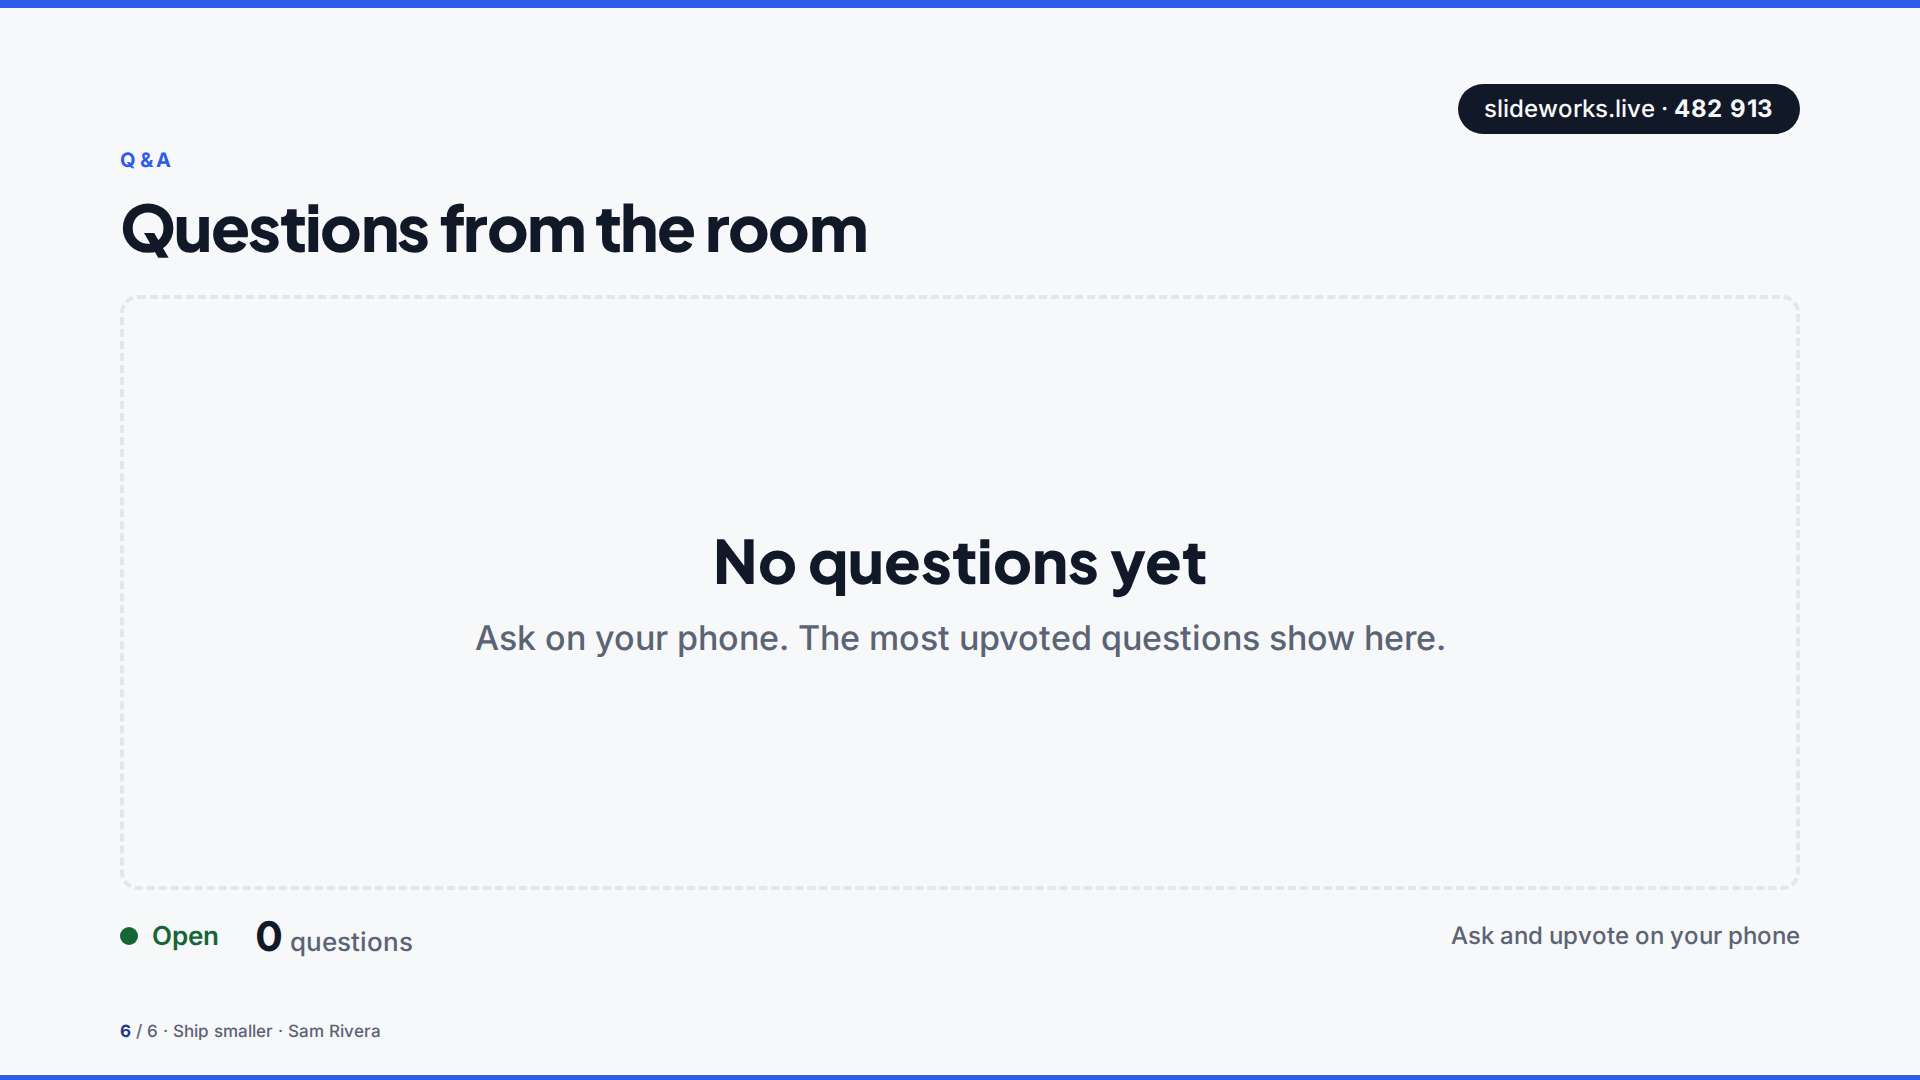 slideworks.live · 482 913
Q & A
Questions from the room
No questions yet
Ask on your phone. The most upvoted questions show here.
Open 0 questions
Ask and upvote on your phone
6 / 6 · Ship smaller · Sam Rivera